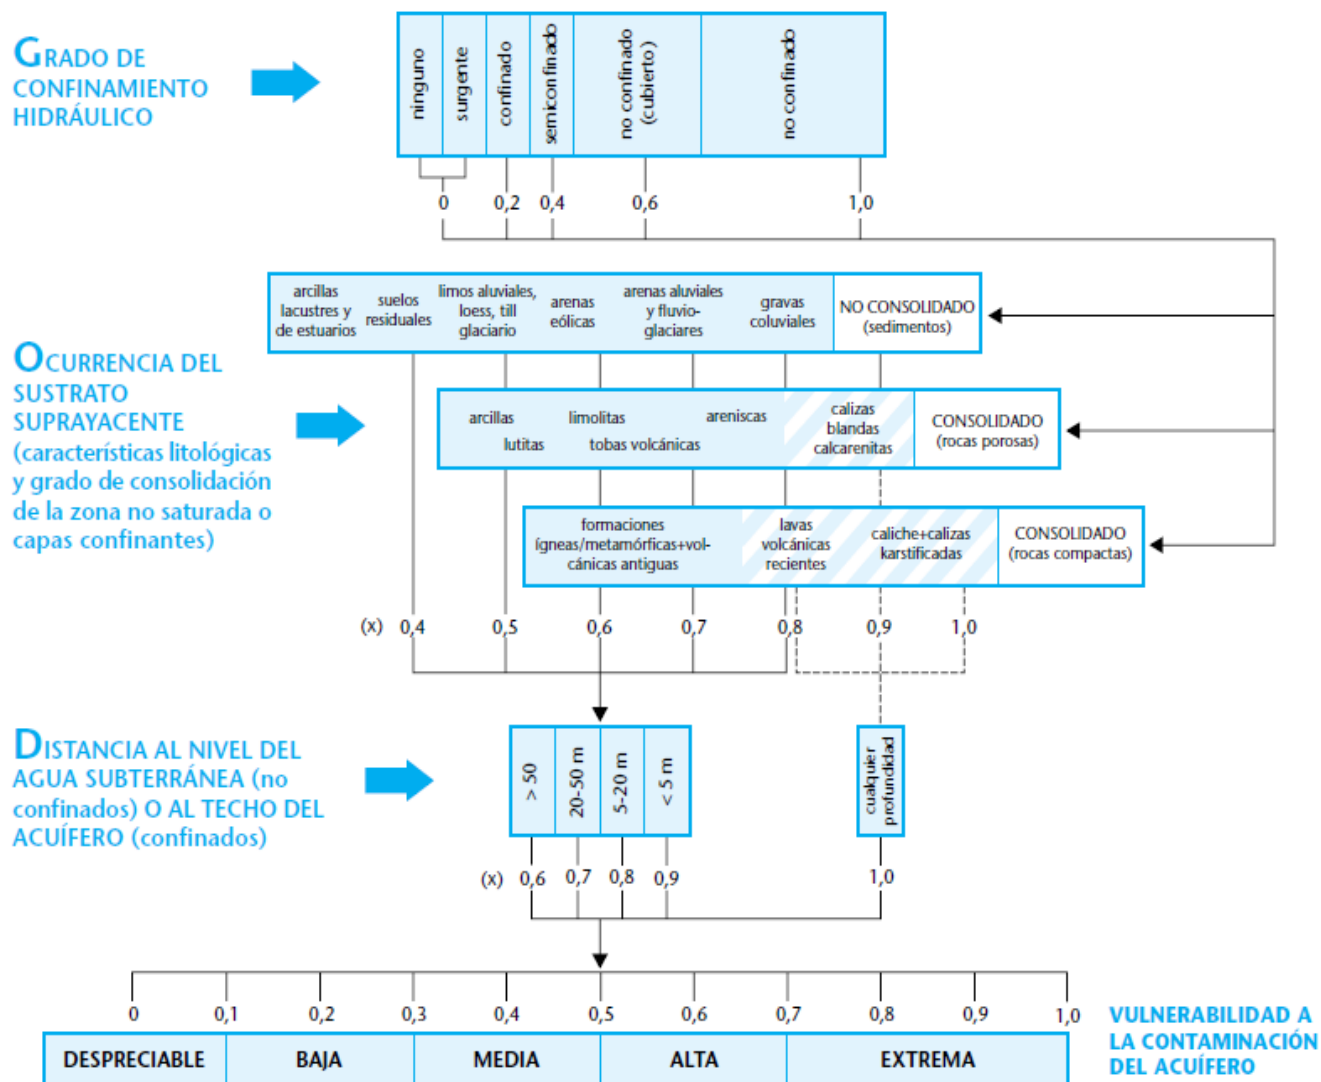 GRADO DE
CONFINAMIENTO
HIDRÁULICO
ninguno
surgente
confinado
semiconfinado
no confinado
(cubierto)
no confinado
0
0,2
0,4
0,6
1,0
OCURRENCIA DEL
SUSTRATO
SUPRAYACENTE
(características litológicas
y grado de consolidación
de la zona no saturada o
capas confinantes)
arcillas
lacustres y
de estuarios
suelos
residuales
limos aluviales,
loess, till
glaciario
arenas
eólicas
arenas aluviales
y fluvio-
glaciares
gravas
coluviales
NO CONSOLIDADO
(sedimentos)
arcillas
lutitas
limolitas
tobas volcánicas
areniscas
calizas
blandas
calcarenitas
CONSOLIDADO
(rocas porosas)
formaciones
ígneas/metamórficas+vol-
cánicas antiguas
lavas
volcánicas
recientes
caliche+calizas
karstificadas
CONSOLIDADO
(rocas compactas)
(x)
0,4
0,5
0,6
0,7
0,8
0,9
1,0
DISTANCIA AL NIVEL DEL
AGUA SUBTERRÁNEA (no
confinados) O AL TECHO DEL
ACUÍFERO (confinados)
> 50
20-50 m
5-20 m
< 5 m
cualquier
profundidad
(x)
0,6
0,7
0,8
0,9
1,0
0
0,1
0,2
0,3
0,4
0,5
0,6
0,7
0,8
0,9
1,0
DESPRECIABLE
BAJA
MEDIA
ALTA
EXTREMA
VULNERABILIDAD A
LA CONTAMINACIÓN
DEL ACUÍFERO